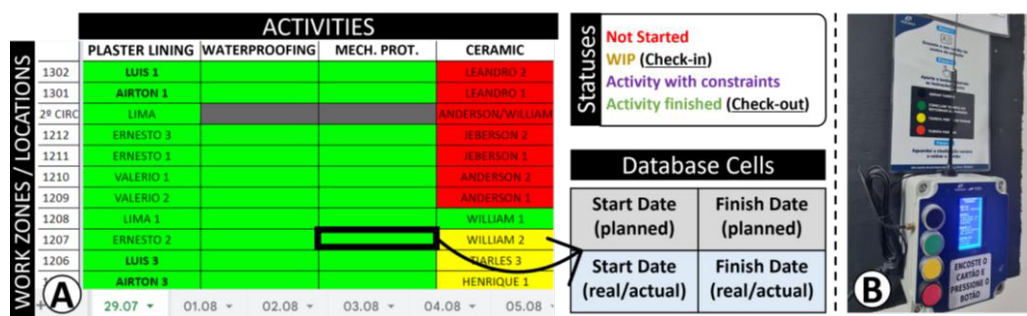 ACTIVITIES
WORK ZONES / LOCATIONS
PLASTER LINING WATERPROOFING MECH. PROT. CERAMIC
1302 LUIS 1 LEANDRO 2
1301 AIRTON 1 LEANDRO 1
2º CIRC LIMA ANDERSON/WILLIAM
1212 ERNESTO 3 JEBERSON 2
1211 ERNESTO 1 JEBERSON 1
1210 VALERIO 1 ANDERSON 2
1209 VALERIO 2 ANDERSON 1
1208 LIMA 1 WILLIAM 1
1207 ERNESTO 2 WILLIAM 2
1206 LUIS 3 THARLES 3
AIRTON 3 HENRIQUE 1
A
29.07 01.08 02.08 03.08 04.08 05.08
Statuses
Not Started
WIP (Check-in)
Activity with constraints
Activity finished (Check-out)
Database Cells
Start Date Finish Date
(planned) (planned)
Start Date Finish Date
(real/actual) (real/actual)
B
ENCOSTE O
CARTÃO E
PRESSIONE O
BOTÃO